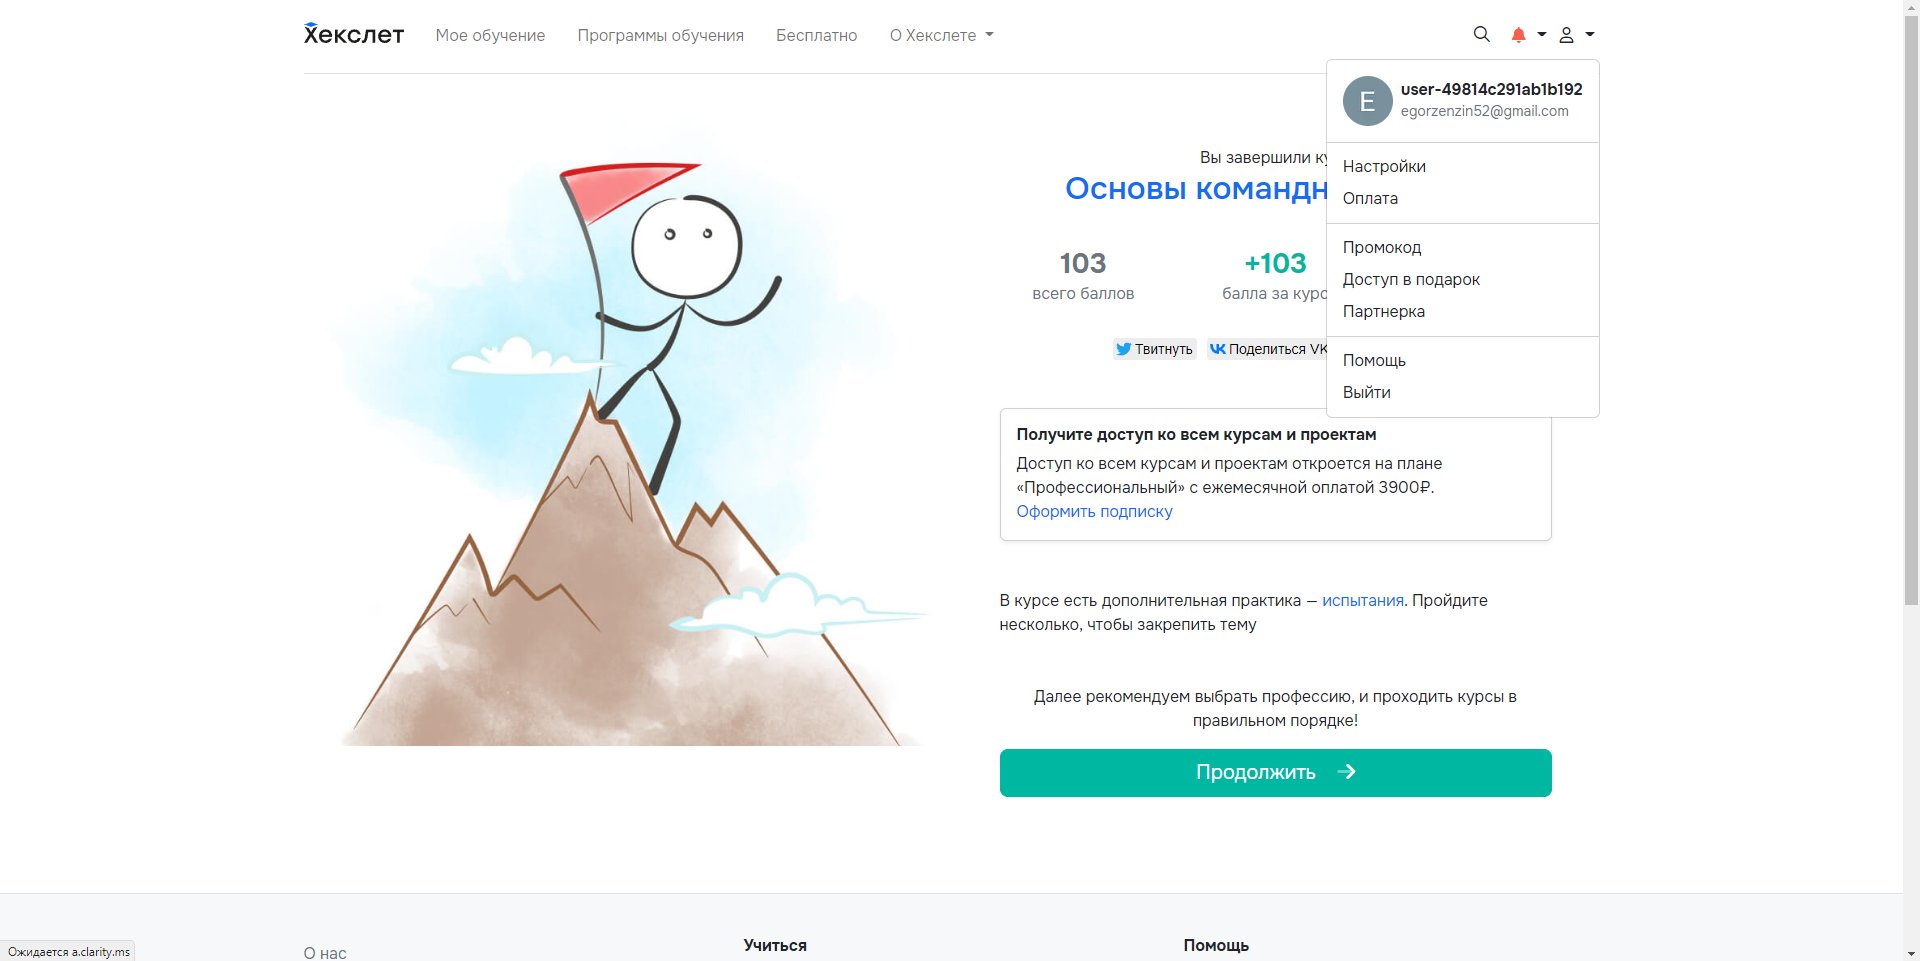 Хекслет
Мое обучение
Программы обучения
Бесплатно
О Хекслете
user-49814c291ab1b192
egorzenzin52@gmail.com
Настройки
Оплата
Промокод
Доступ в подарок
Партнерка
Помощь
Выйти
Вы завершили
Основы
103
всего баллов
+103
балла за
Твитнуть
Поделиться VK
Получите доступ ко всем курсам и проектам
Доступ ко всем курсам и проектам откроется на плане
«Профессиональный» с ежемесячной оплатой 3900₽.
Оформить подписку
В курсе есть дополнительная практика — испытания. Пройдите
несколько, чтобы закрепить тему
Далее рекомендуем выбрать профессию, и проходить курсы в
правильном порядке!
Продолжить
О нас
Учиться
Помощь
Ожидается a.clarity.ms
E